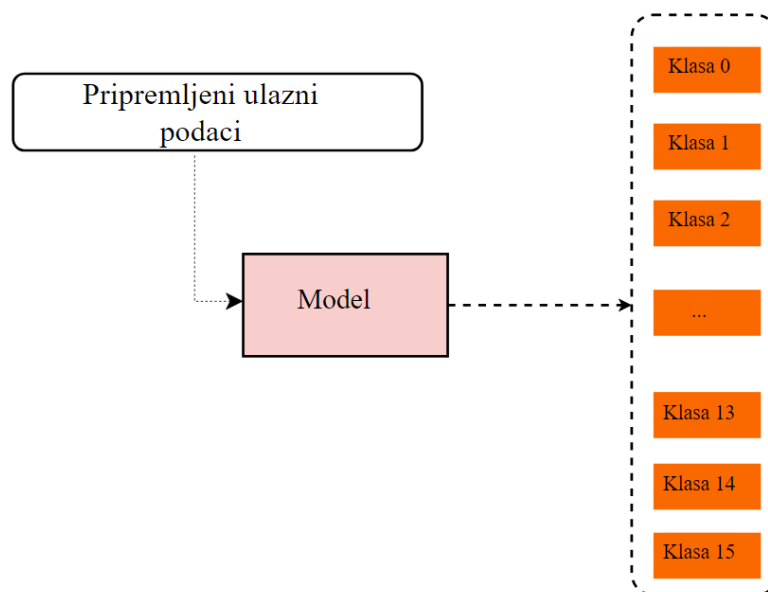 Pripremljeni ulazni
podaci
Model
Klasa 0
Klasa 1
Klasa 2
...
Klasa 13
Klasa 14
Klasa 15